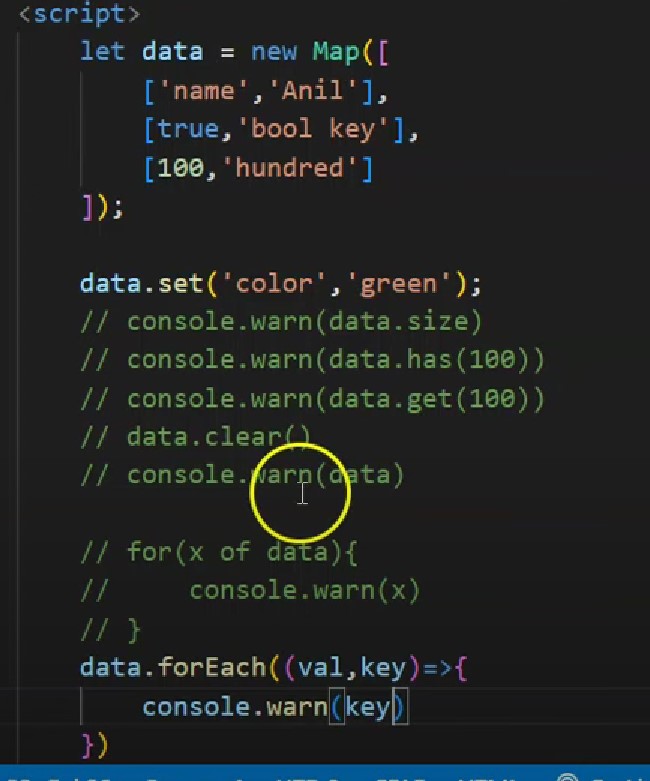 <script>
let data = new Map([
['name','Anil'],
[true,'bool key'],
[100,'hundred']
]);
data.set('color','green');
// console.warn(data.size)
// console.warn(data.has(100))
// console.warn(data.get(100))
// data.clear()
// console.warn(data)
// for(x of data){
// console.warn(x)
// }
data.forEach((val,key)=>{
console.warn(key)
})